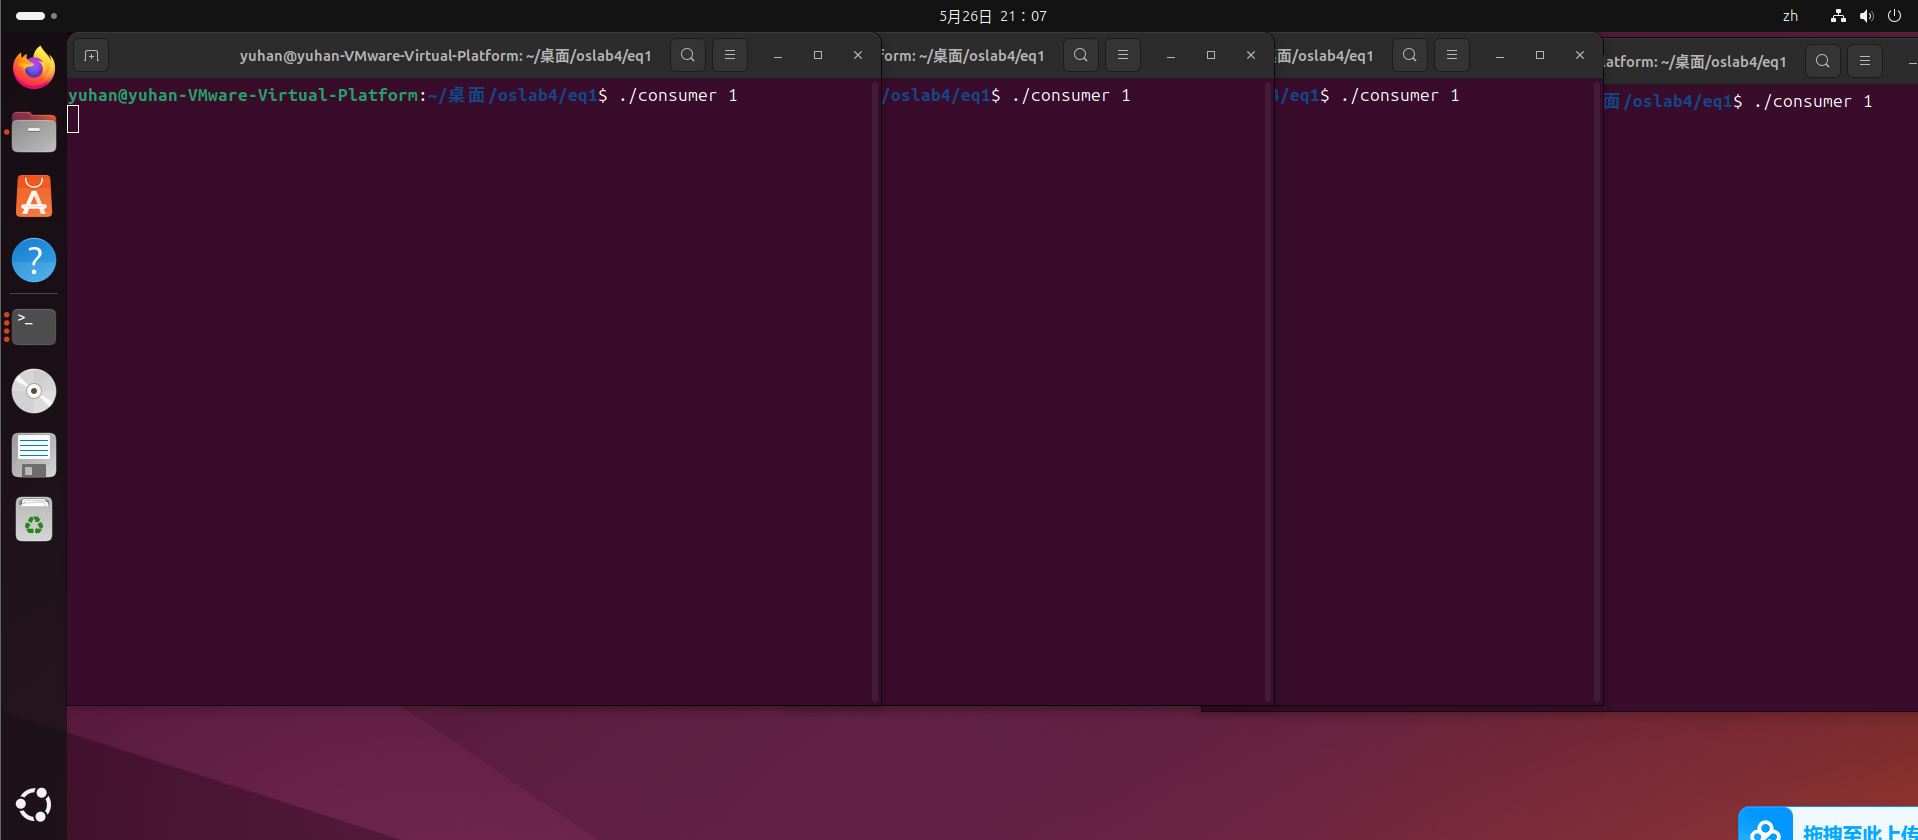 5月26日 21：07
zh
yuhan@yuhan-VMware-Virtual-Platform: ~/桌面/oslab4/eq1
form: ~/桌面/oslab4/eq1
面/oslab4/eq1
latform: ~/桌面/oslab4/eq1
yuhan@yuhan-VMware-Virtual-Platform:~/桌面/oslab4/eq1$ ./consumer 1
/oslab4/eq1$ ./consumer 1
4/eq1$ ./consumer 1
面/oslab4/eq1$ ./consumer 1
拖拽至此上传